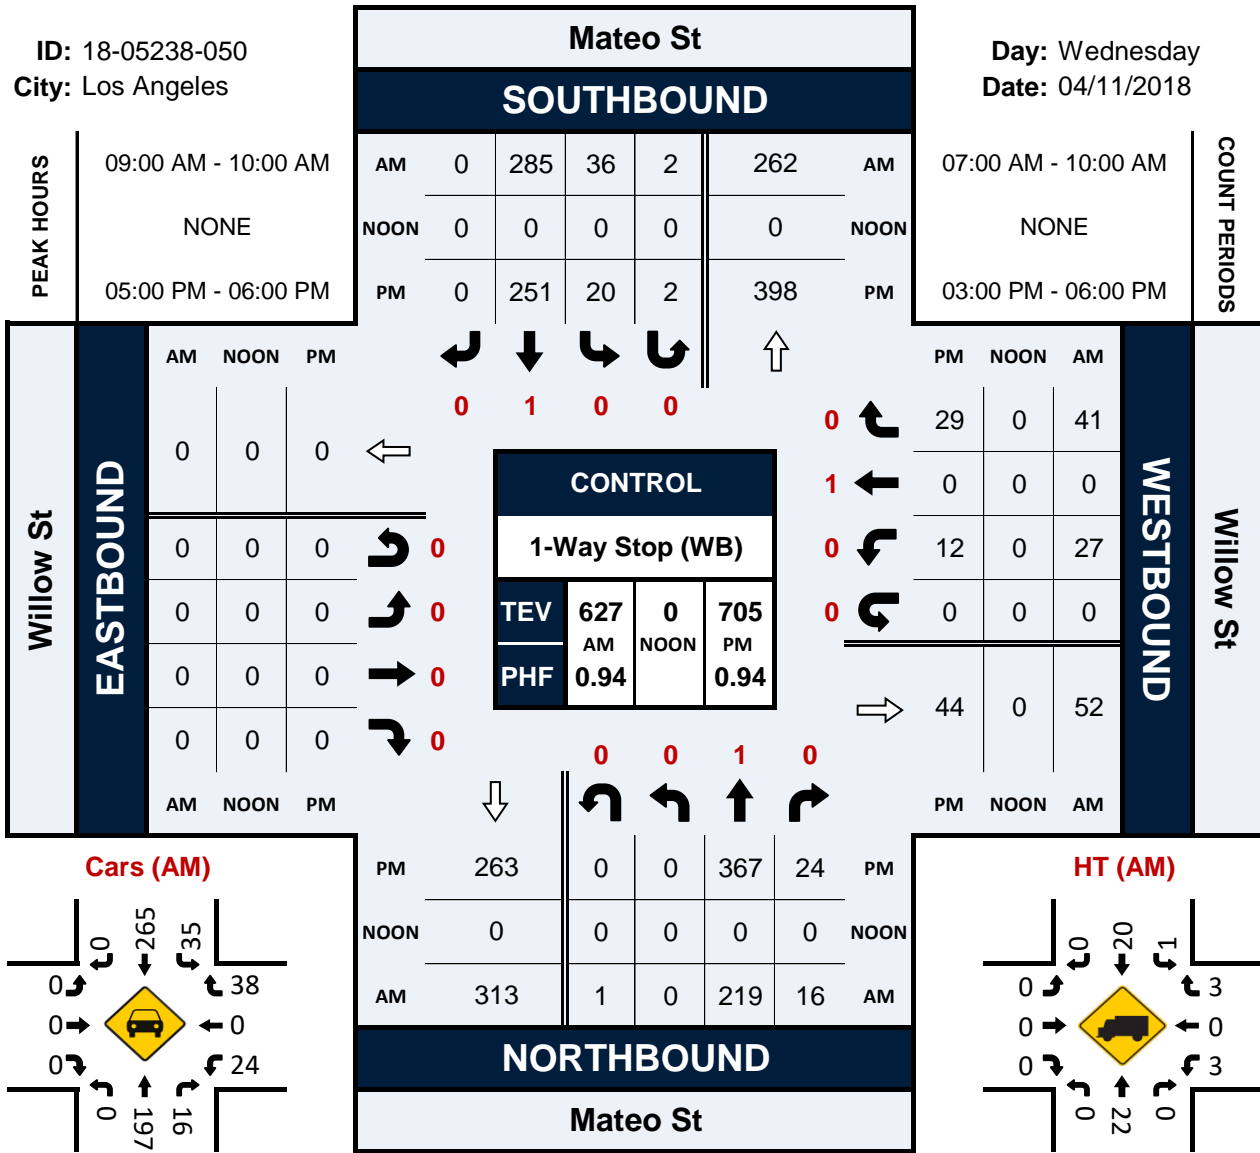 Mateo St
ID: 18-05238-050
City: Los Angeles
Day: Wednesday
Date: 04/11/2018
SOUTHBOUND
PEAK HOURS
09:00 AM - 10:00 AM
NONE
05:00 PM - 06:00 PM
AM 0 285 36 2 262 AM
NOON 0 0 0 0 0 NOON
PM 0 251 20 2 398 PM
07:00 AM - 10:00 AM
NONE
03:00 PM - 06:00 PM
COUNT PERIODS
0 1 0 0
Willow St
EASTBOUND
AM NOON PM
0 0 0
0 0 0 0
0 0 0 0
0 0 0 0
0 0 0 0
AM NOON PM
CONTROL
1-Way Stop (WB)
TEV 627 0 705
AM NOON PM
PHF 0.94 0.94
PM NOON AM
0 29 0 41
1 0 0 0
0 12 0 27
0 0 0 0
44 0 52
PM NOON AM
WESTBOUND
Willow St
0 0 1 0
PM 263 0 0 367 24 PM
NOON 0 0 0 0 0 NOON
AM 313 1 0 219 16 AM
NORTHBOUND
Mateo St
Cars (AM)
0 265 35
0 38
0 0
0 24
0 197 16
HT (AM)
0 20 1
0 3
0 0
0 3
0 22 0